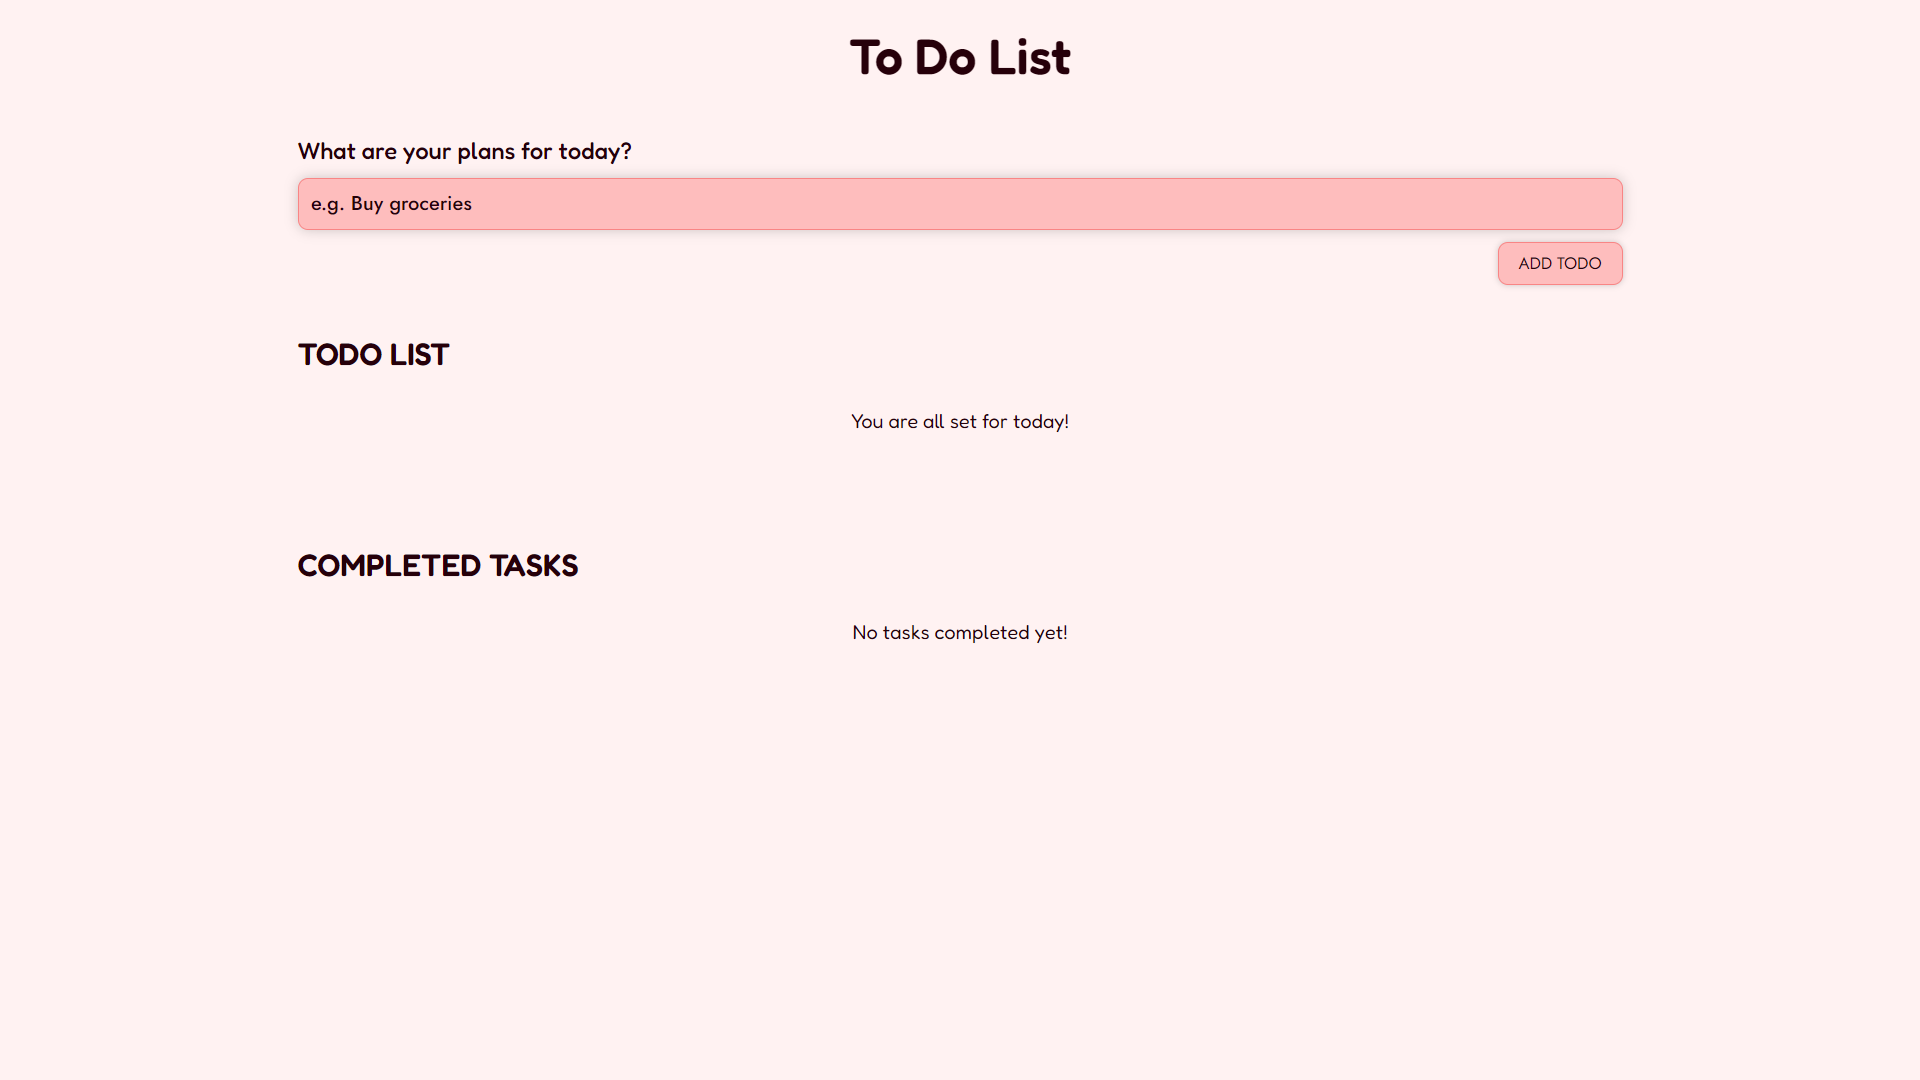 To Do List
What are your plans for today?
e.g. Buy groceries
ADD TODO
TODO LIST
You are all set for today!
COMPLETED TASKS
No tasks completed yet!